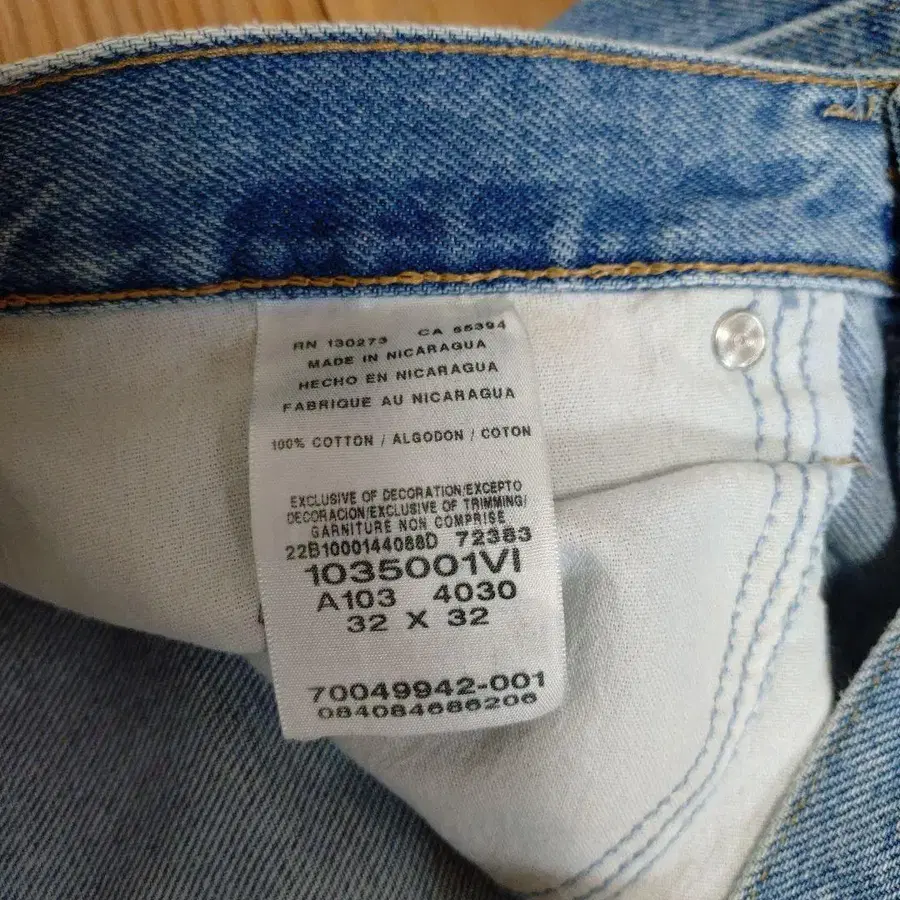 RN 130273 CA 55394
MADE IN NICARAGUA
HECHO EN NICARAGUA
FABRIQUE AU NICARAGUA
100% COTTON / ALGODON / COTON
EXCLUSIVE OF DECORATION/EXCEPTO
DECORACION/EXCLUSIVE OF TRIMMING/
GARNITURE NON COMPRISE
22B1000144088D 72383
1035001VI
A103 4030
32 X 32
70049942-001
084084686206